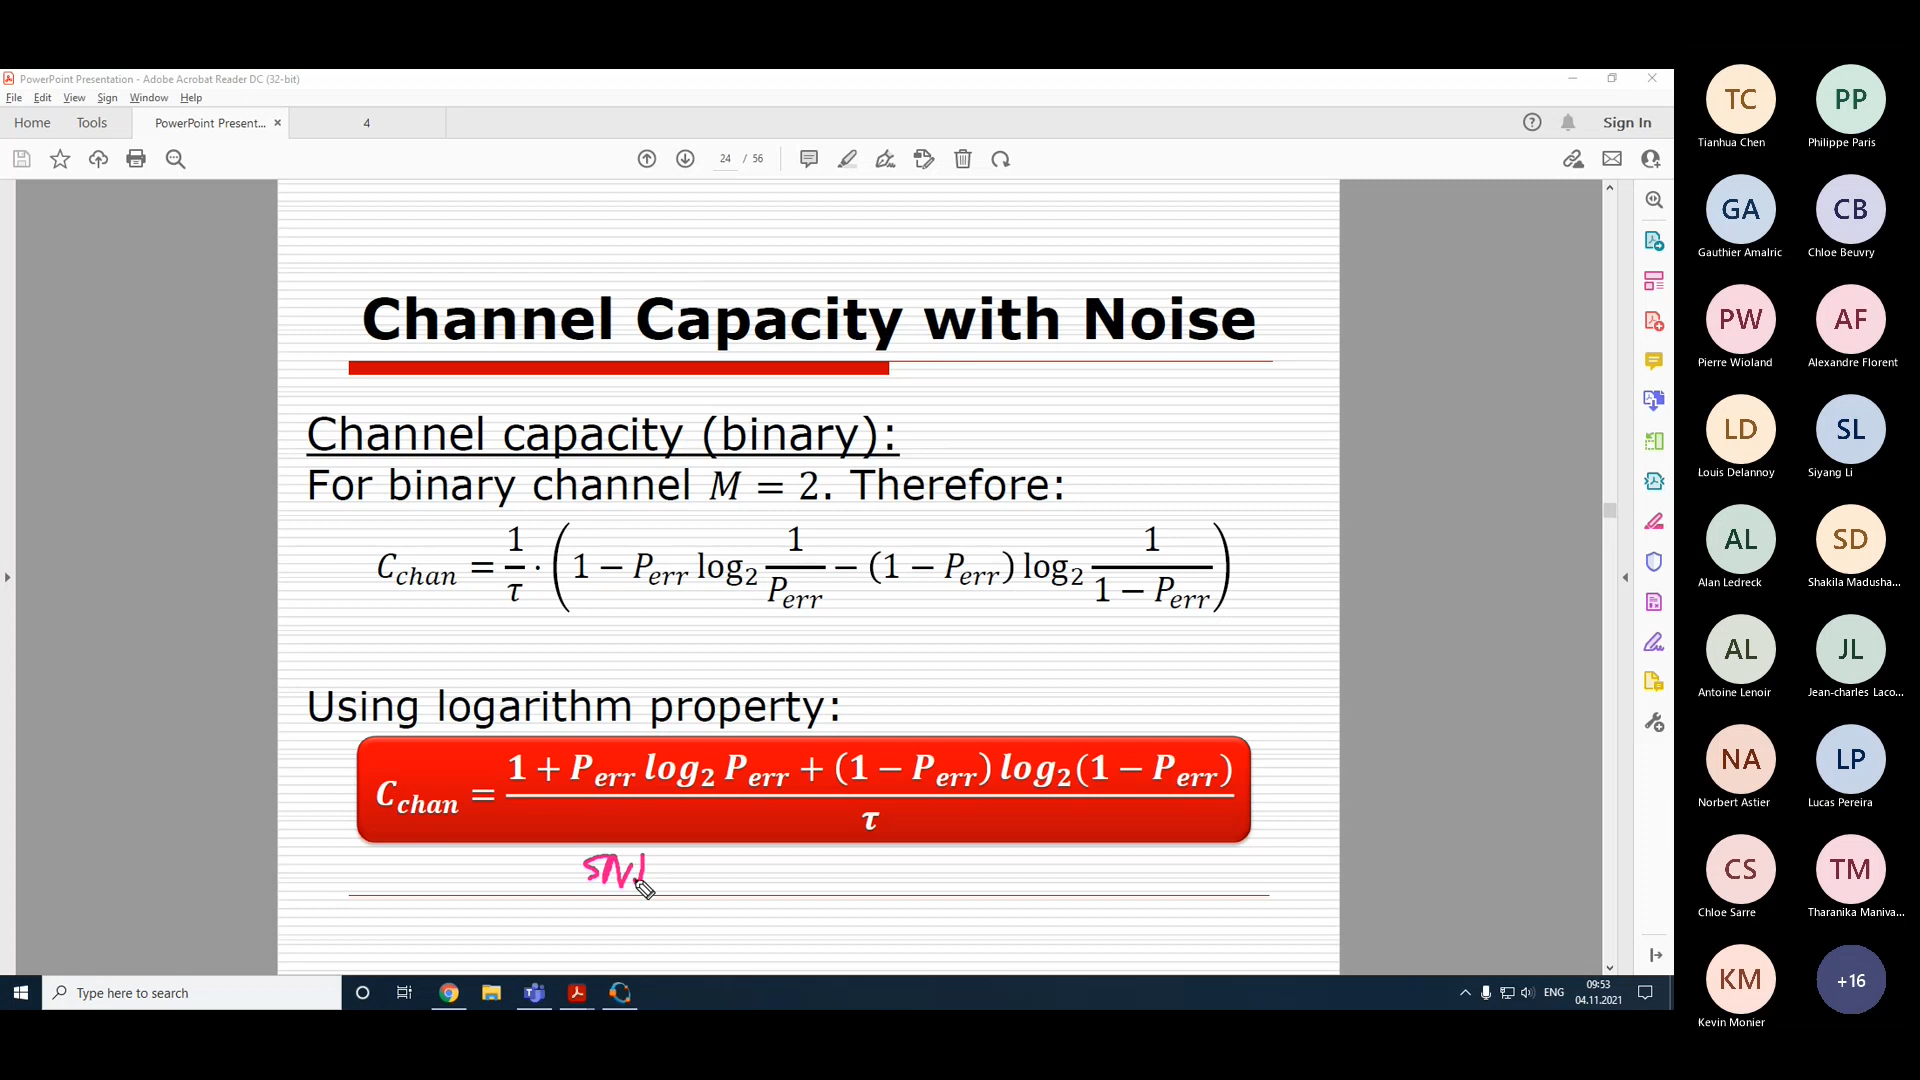 PowerPoint Presentation - Adobe Acrobat Reader DC (32-bit)
File Edit View Sign Window Help
Home Tools PowerPoint Present... × 4 Sign In
24 / 56
Channel Capacity with Noise
Channel capacity (binary):
For binary channel M = 2. Therefore:
C_chan = 1/τ · (1 − P_err log₂ 1/P_err − (1 − P_err) log₂ 1/(1 − P_err))
Using logarithm property:
C_chan = (1 + P_err log₂ P_err + (1 − P_err) log₂(1 − P_err))/τ
Type here to search
ENG
09:53
04.11.2021
TC PP
Tianhua Chen Philippe Paris
GA CB
Gauthier Amalric Chloe Beuvry
PW AF
Pierre Wioland Alexandre Florent
LD SL
Louis Delannoy Siyang Li
AL SD
Alan Ledreck Shakila Madusha...
AL JL
Antoine Lenoir Jean-charles Laco...
NA LP
Norbert Astier Lucas Pereira
CS TM
Chloe Sarre Tharanika Maniva...
KM +16
Kevin Monier